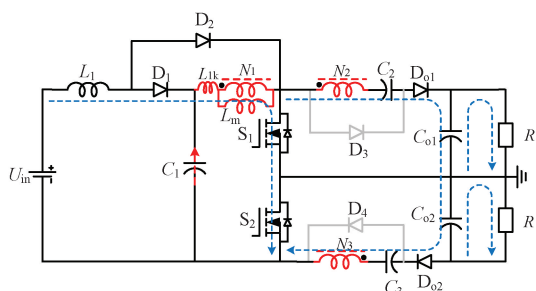 D₂
L₁
D₁
L₁ₖ
N₁
N₂
C₂
Dₒ₁
Lₘ
S₁
D₃
Cₒ₁
R
U_in
C₁
S₂
D₄
Cₒ₂
R
N₃
C₃
Dₒ₂